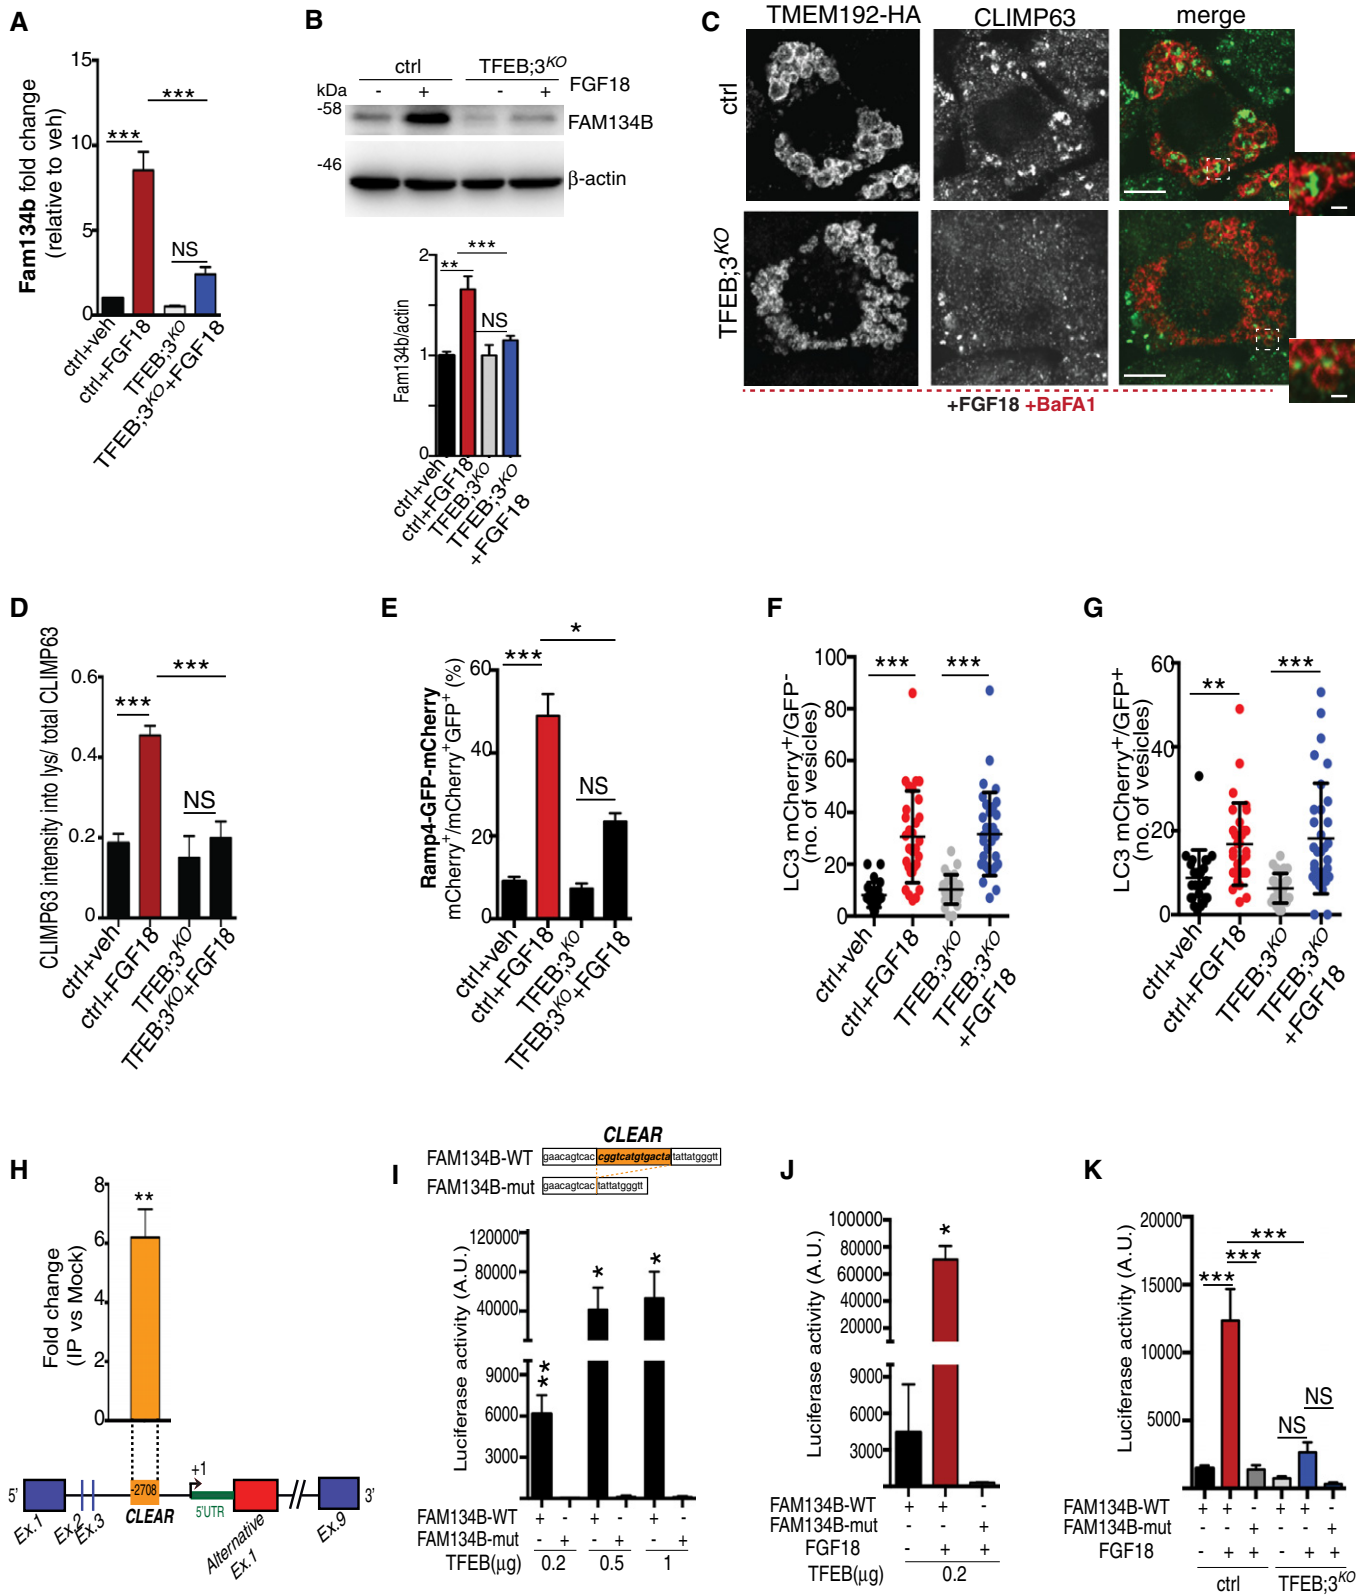 A
Fam134b fold change
(relative to veh)
15
10
5
0
***
***
NS
ctrl+veh
ctrl+FGF18
TFEB;3KO
TFEB;3KO+FGF18
B
ctrl
TFEB;3KO
kDa
- + - +
FGF18
-58
FAM134B
-46
β-actin
Fam134b/actin
2
1
0
***
**
NS
ctrl+veh
ctrl+FGF18
TFEB;3KO
TFEB;3KO
+FGF18
C
TMEM192-HA
CLIMP63
merge
ctrl
TFEB;3KO
+FGF18 +BaFA1
D
CLIMP63 intensity into lys/ total CLIMP63
0.6
0.4
0.2
0
***
***
NS
ctrl+veh
ctrl+FGF18
TFEB;3KO
TFEB;3KO+FGF18
E
Ramp4-GFP-mCherry
mCherry+/mCherry+GFP+ (%)
60
40
20
0
*
***
NS
ctrl+veh
ctrl+FGF18
TFEB;3KO
TFEB;3KO+FGF18
F
LC3 mCherry+/GFP-
(no. of vesicles)
100
80
60
40
20
0
***
***
ctrl+veh
ctrl+FGF18
TFEB;3KO
TFEB;3KO
+FGF18
G
LC3 mCherry+/GFP+
(no. of vesicles)
60
40
20
0
**
***
ctrl+veh
ctrl+FGF18
TFEB;3KO
TFEB;3KO
+FGF18
H
Fold change
(IP vs Mock)
8
6
4
2
0
**
5'
-2708
+1
3'
5'UTR
CLEAR
Ex.1
Ex.2
Ex.3
Alternative
Ex.1
Ex.9
I
CLEAR
FAM134B-WT
gaacagtcac cggtcatgtgacta tattatgggtt
FAM134B-mut
gaacagtcac tattatgggtt
Luciferase activity (A.U.)
120000
80000
40000
9000
6000
3000
**
*
*
FAM134B-WT + - + - + -
FAM134B-mut - + - + - +
TFEB(µg) 0.2 0.5 1
J
Luciferase activity (A.U.)
100000
80000
60000
40000
20000
9000
6000
3000
*
FAM134B-WT + + -
FAM134B-mut - - +
FGF18 - + +
TFEB(µg) 0.2
K
Luciferase activity (A.U.)
20000
15000
10000
5000
0
***
***
***
NS
NS
FAM134B-WT + + - + + -
FAM134B-mut - - + - - +
FGF18 - + + - + +
ctrl TFEB;3KO